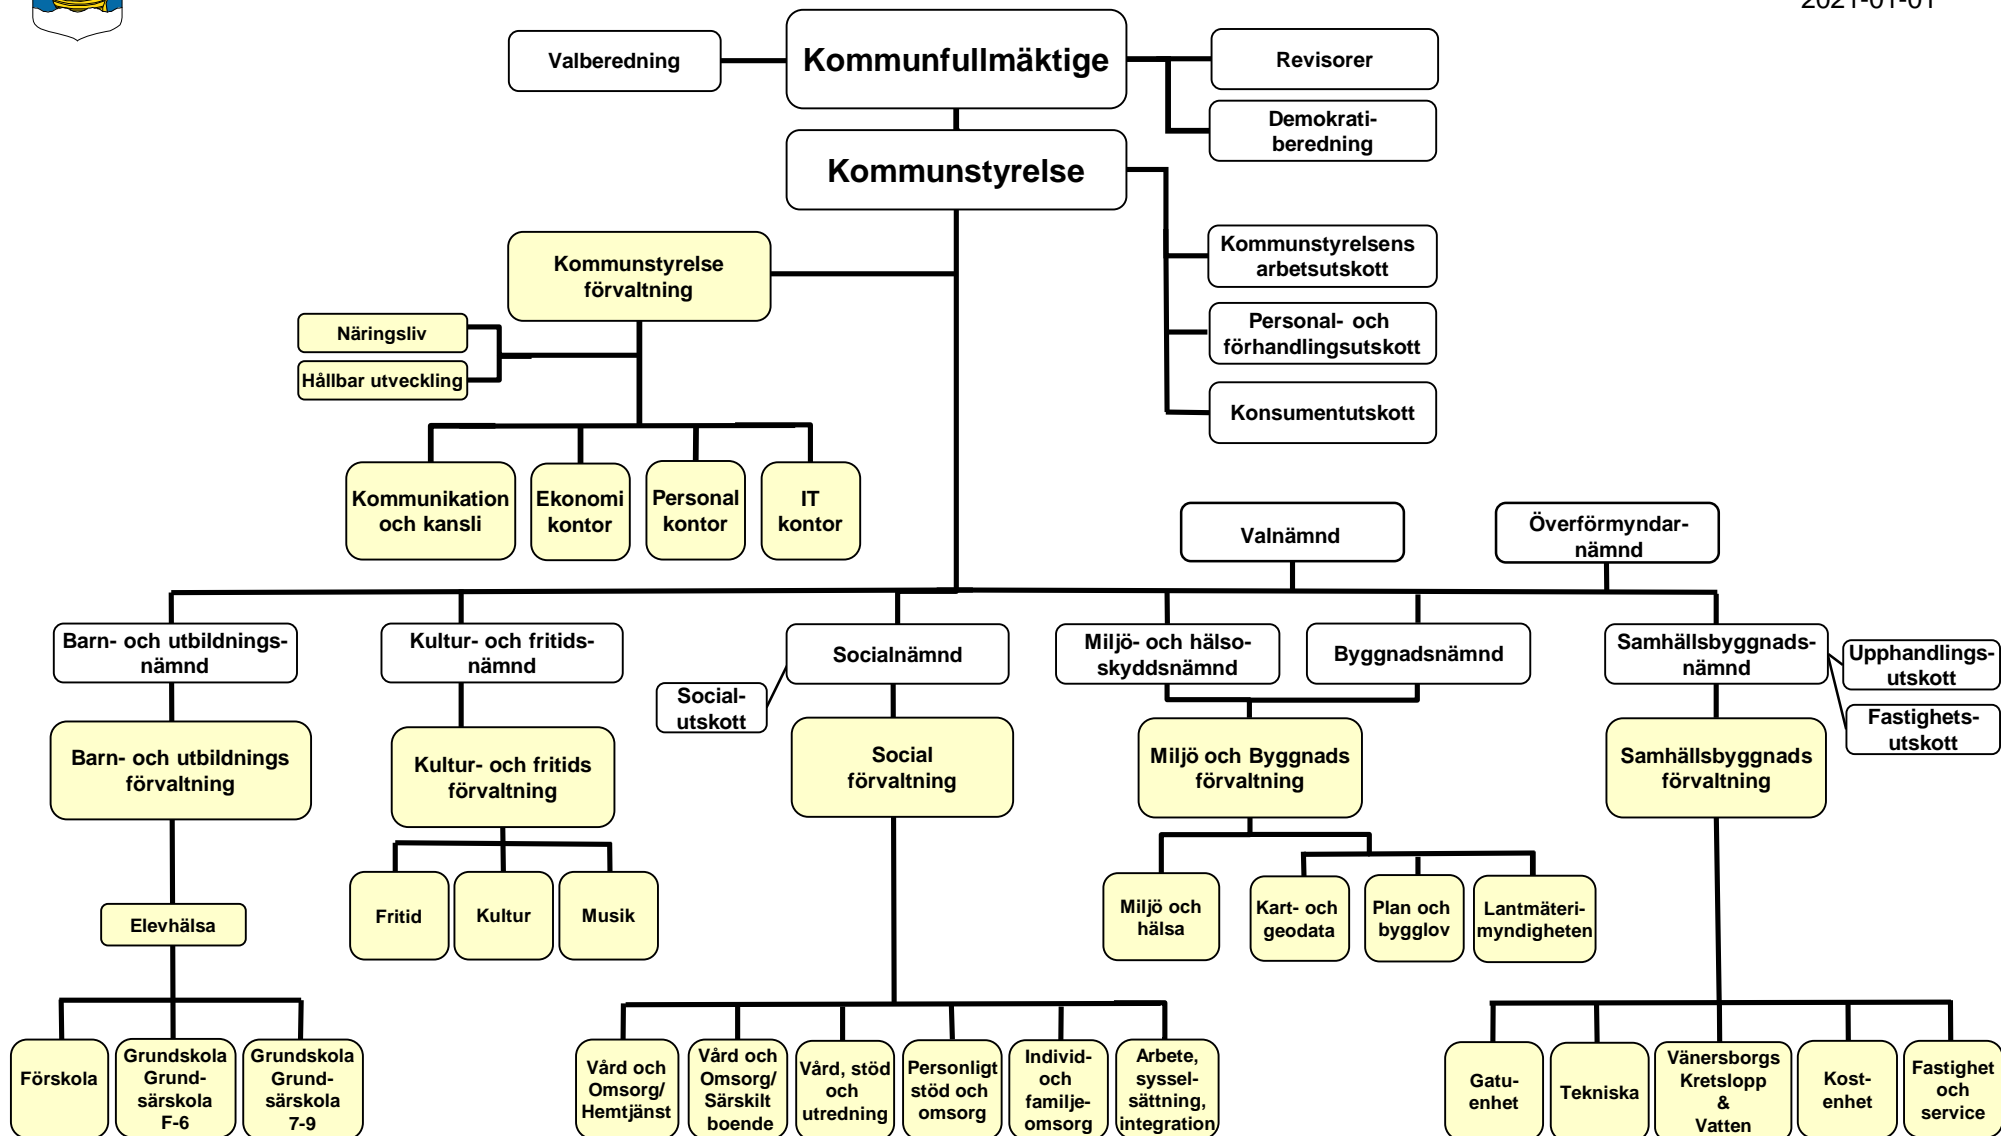 2021-01-01
Valberedning
Kommunfullmäktige
Revisorer
Demokrati-
beredning
Kommunstyrelse
Kommunstyrelse
förvaltning
Kommunstyrelsens
arbetsutskott
Näringsliv
Hållbar utveckling
Personal- och
förhandlingsutskott
Konsumentutskott
Kommunikation
och kansli
Ekonomi
kontor
Personal
kontor
IT
kontor
Valnämnd
Överförmyndar-
nämnd
Barn- och utbildnings-
nämnd
Kultur- och fritids-
nämnd
Socialnämnd
Social-
utskott
Miljö- och hälso-
skyddsnämnd
Byggnadsnämnd
Samhällsbyggnads-
nämnd
Upphandlings-
utskott
Fastighets-
utskott
Barn- och utbildnings
förvaltning
Kultur- och fritids
förvaltning
Social
förvaltning
Miljö och Byggnads
förvaltning
Samhällsbyggnads
förvaltning
Elevhälsa
Fritid
Kultur
Musik
Miljö och
hälsa
Kart- och
geodata
Plan och
bygglov
Lantmäteri-
myndigheten
Förskola
Grundskola
Grund-
särskola
F-6
Grundskola
Grund-
särskola
7-9
Vård och
Omsorg/
Hemtjänst
Vård och
Omsorg/
Särskilt
boende
Vård, stöd
och
utredning
Personligt
stöd och
omsorg
Individ-
och
familje-
omsorg
Arbete,
syssel-
sättning,
integration
Gatu-
enhet
Tekniska
Vänersborgs
Kretslopp
&
Vatten
Kost-
enhet
Fastighet
och
service